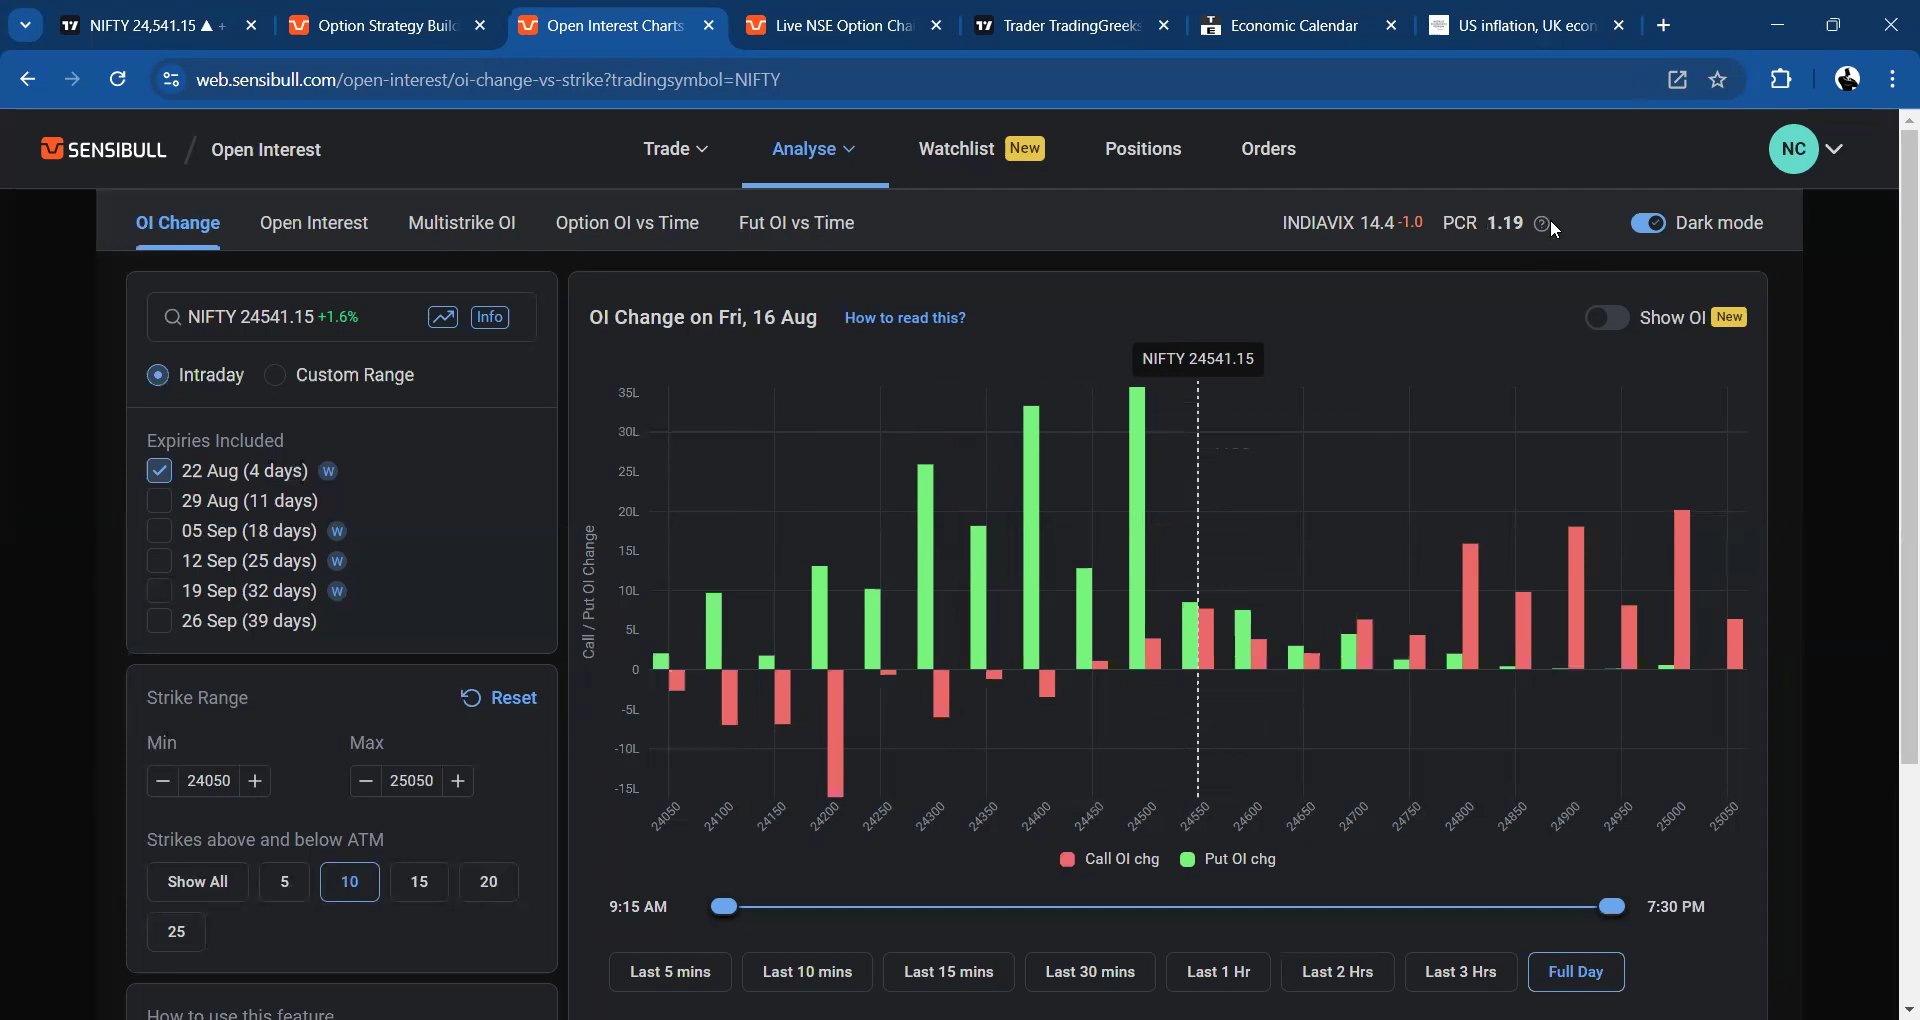 NIFTY 24,541.15 ▲ +
Option Strategy Buil
Open Interest Charts
Live NSE Option Cha
Trader TradingGreeks
Economic Calendar
US inflation, UK econ
web.sensibull.com/open-interest/oi-change-vs-strike?tradingsymbol=NIFTY
SENSIBULL / Open Interest
Trade
Analyse
Watchlist New
Positions
Orders
NC
OI Change
Open Interest
Multistrike OI
Option OI vs Time
Fut OI vs Time
INDIAVIX 14.4 -1.0 PCR 1.19
Dark mode
NIFTY 24541.15 +1.6%
Info
Intraday
Custom Range
Expiries Included
22 Aug (4 days) W
29 Aug (11 days)
05 Sep (18 days) W
12 Sep (25 days) W
19 Sep (32 days) W
26 Sep (39 days)
Strike Range
Reset
Min
Max
− 24050 +
− 25050 +
Strikes above and below ATM
Show All
5
10
15
20
25
How to use this feature
OI Change on Fri, 16 Aug
How to read this?
Show OI New
NIFTY 24541.15
Call / Put OI Change
35L
30L
25L
20L
15L
10L
5L
0
-5L
-10L
-15L
24050
24100
24150
24200
24250
24300
24350
24400
24450
24500
24550
24600
24650
24700
24750
24800
24850
24900
24950
25000
25050
Call OI chg
Put OI chg
9:15 AM
7:30 PM
Last 5 mins
Last 10 mins
Last 15 mins
Last 30 mins
Last 1 Hr
Last 2 Hrs
Last 3 Hrs
Full Day